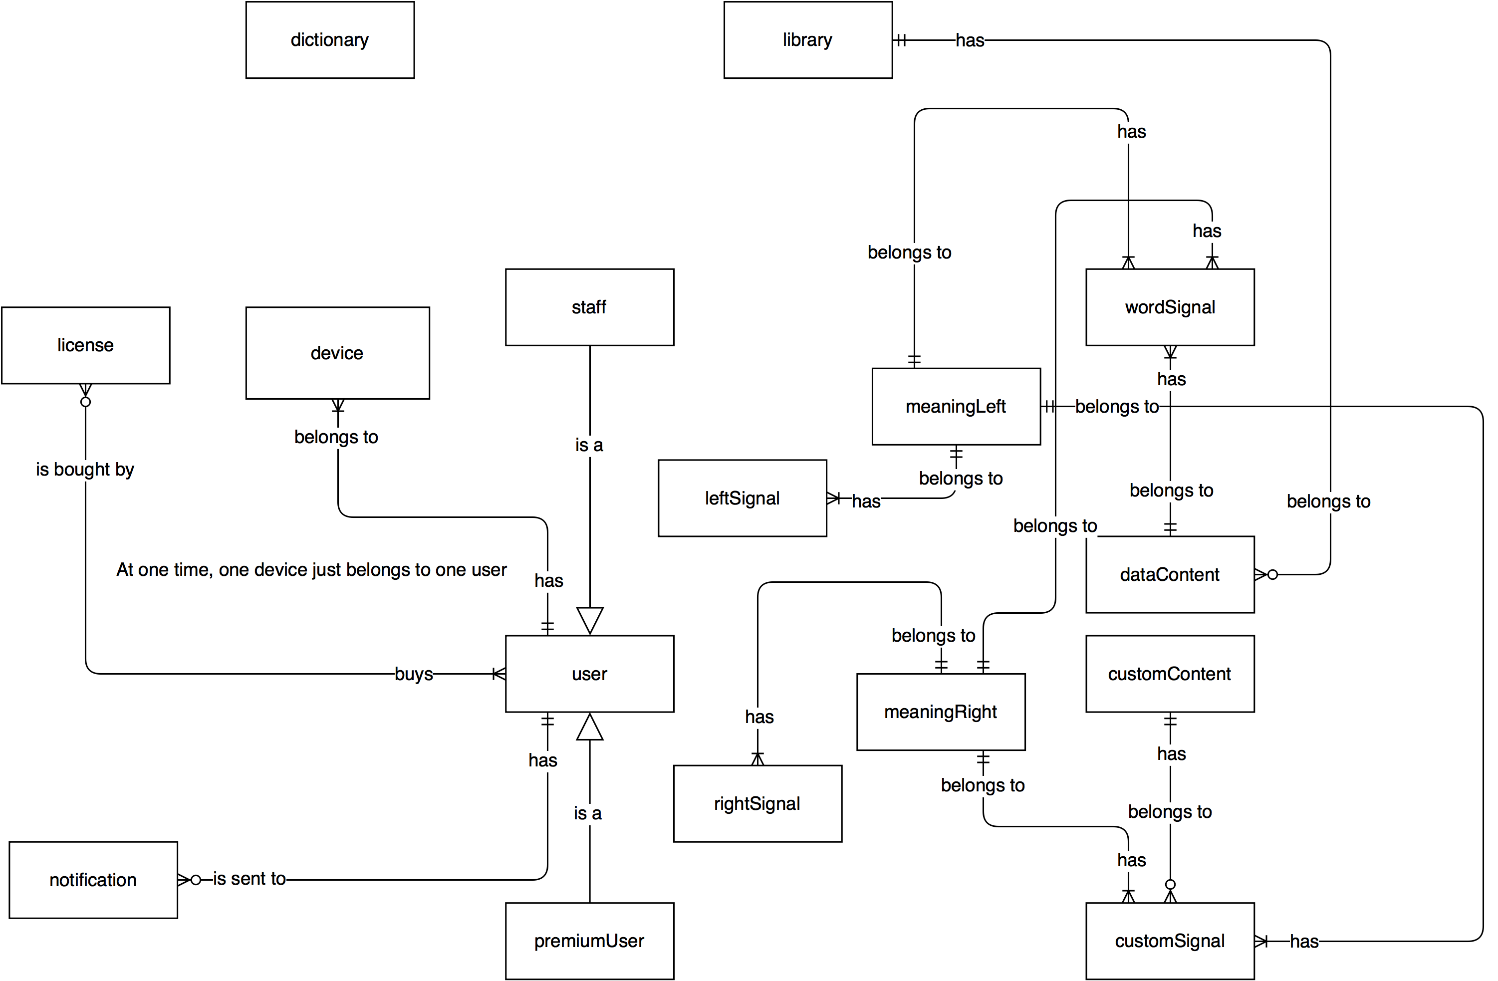 dictionary
library
has
has
belongs to
has
staff
wordSignal
license
device
has
meaningLeft
belongs to
belongs to
is a
is bought by
belongs to
belongs to
leftSignal
has
belongs to
belongs to
At one time, one device just belongs to one user
has
dataContent
belongs to
buys
user
customContent
meaningRight
has
has
has
belongs to
rightSignal
is a
belongs to
has
notification
is sent to
premiumUser
customSignal
has